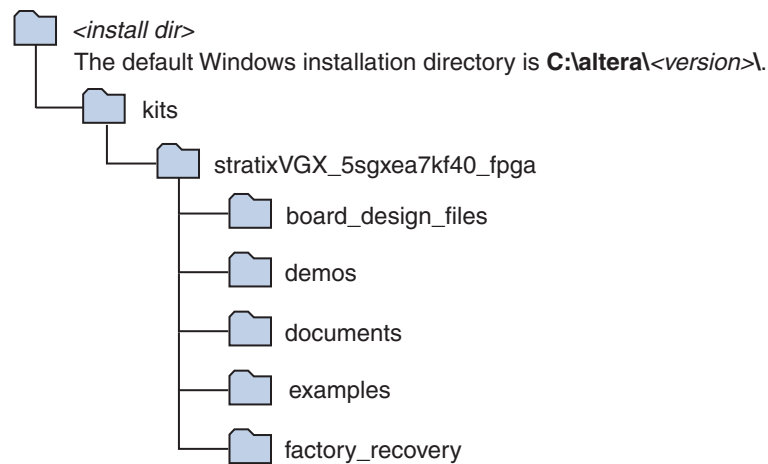 <install dir>
The default Windows installation directory is C:\altera\<version>\.
kits
stratixVGX_5sgxea7kf40_fpga
board_design_files
demos
documents
examples
factory_recovery